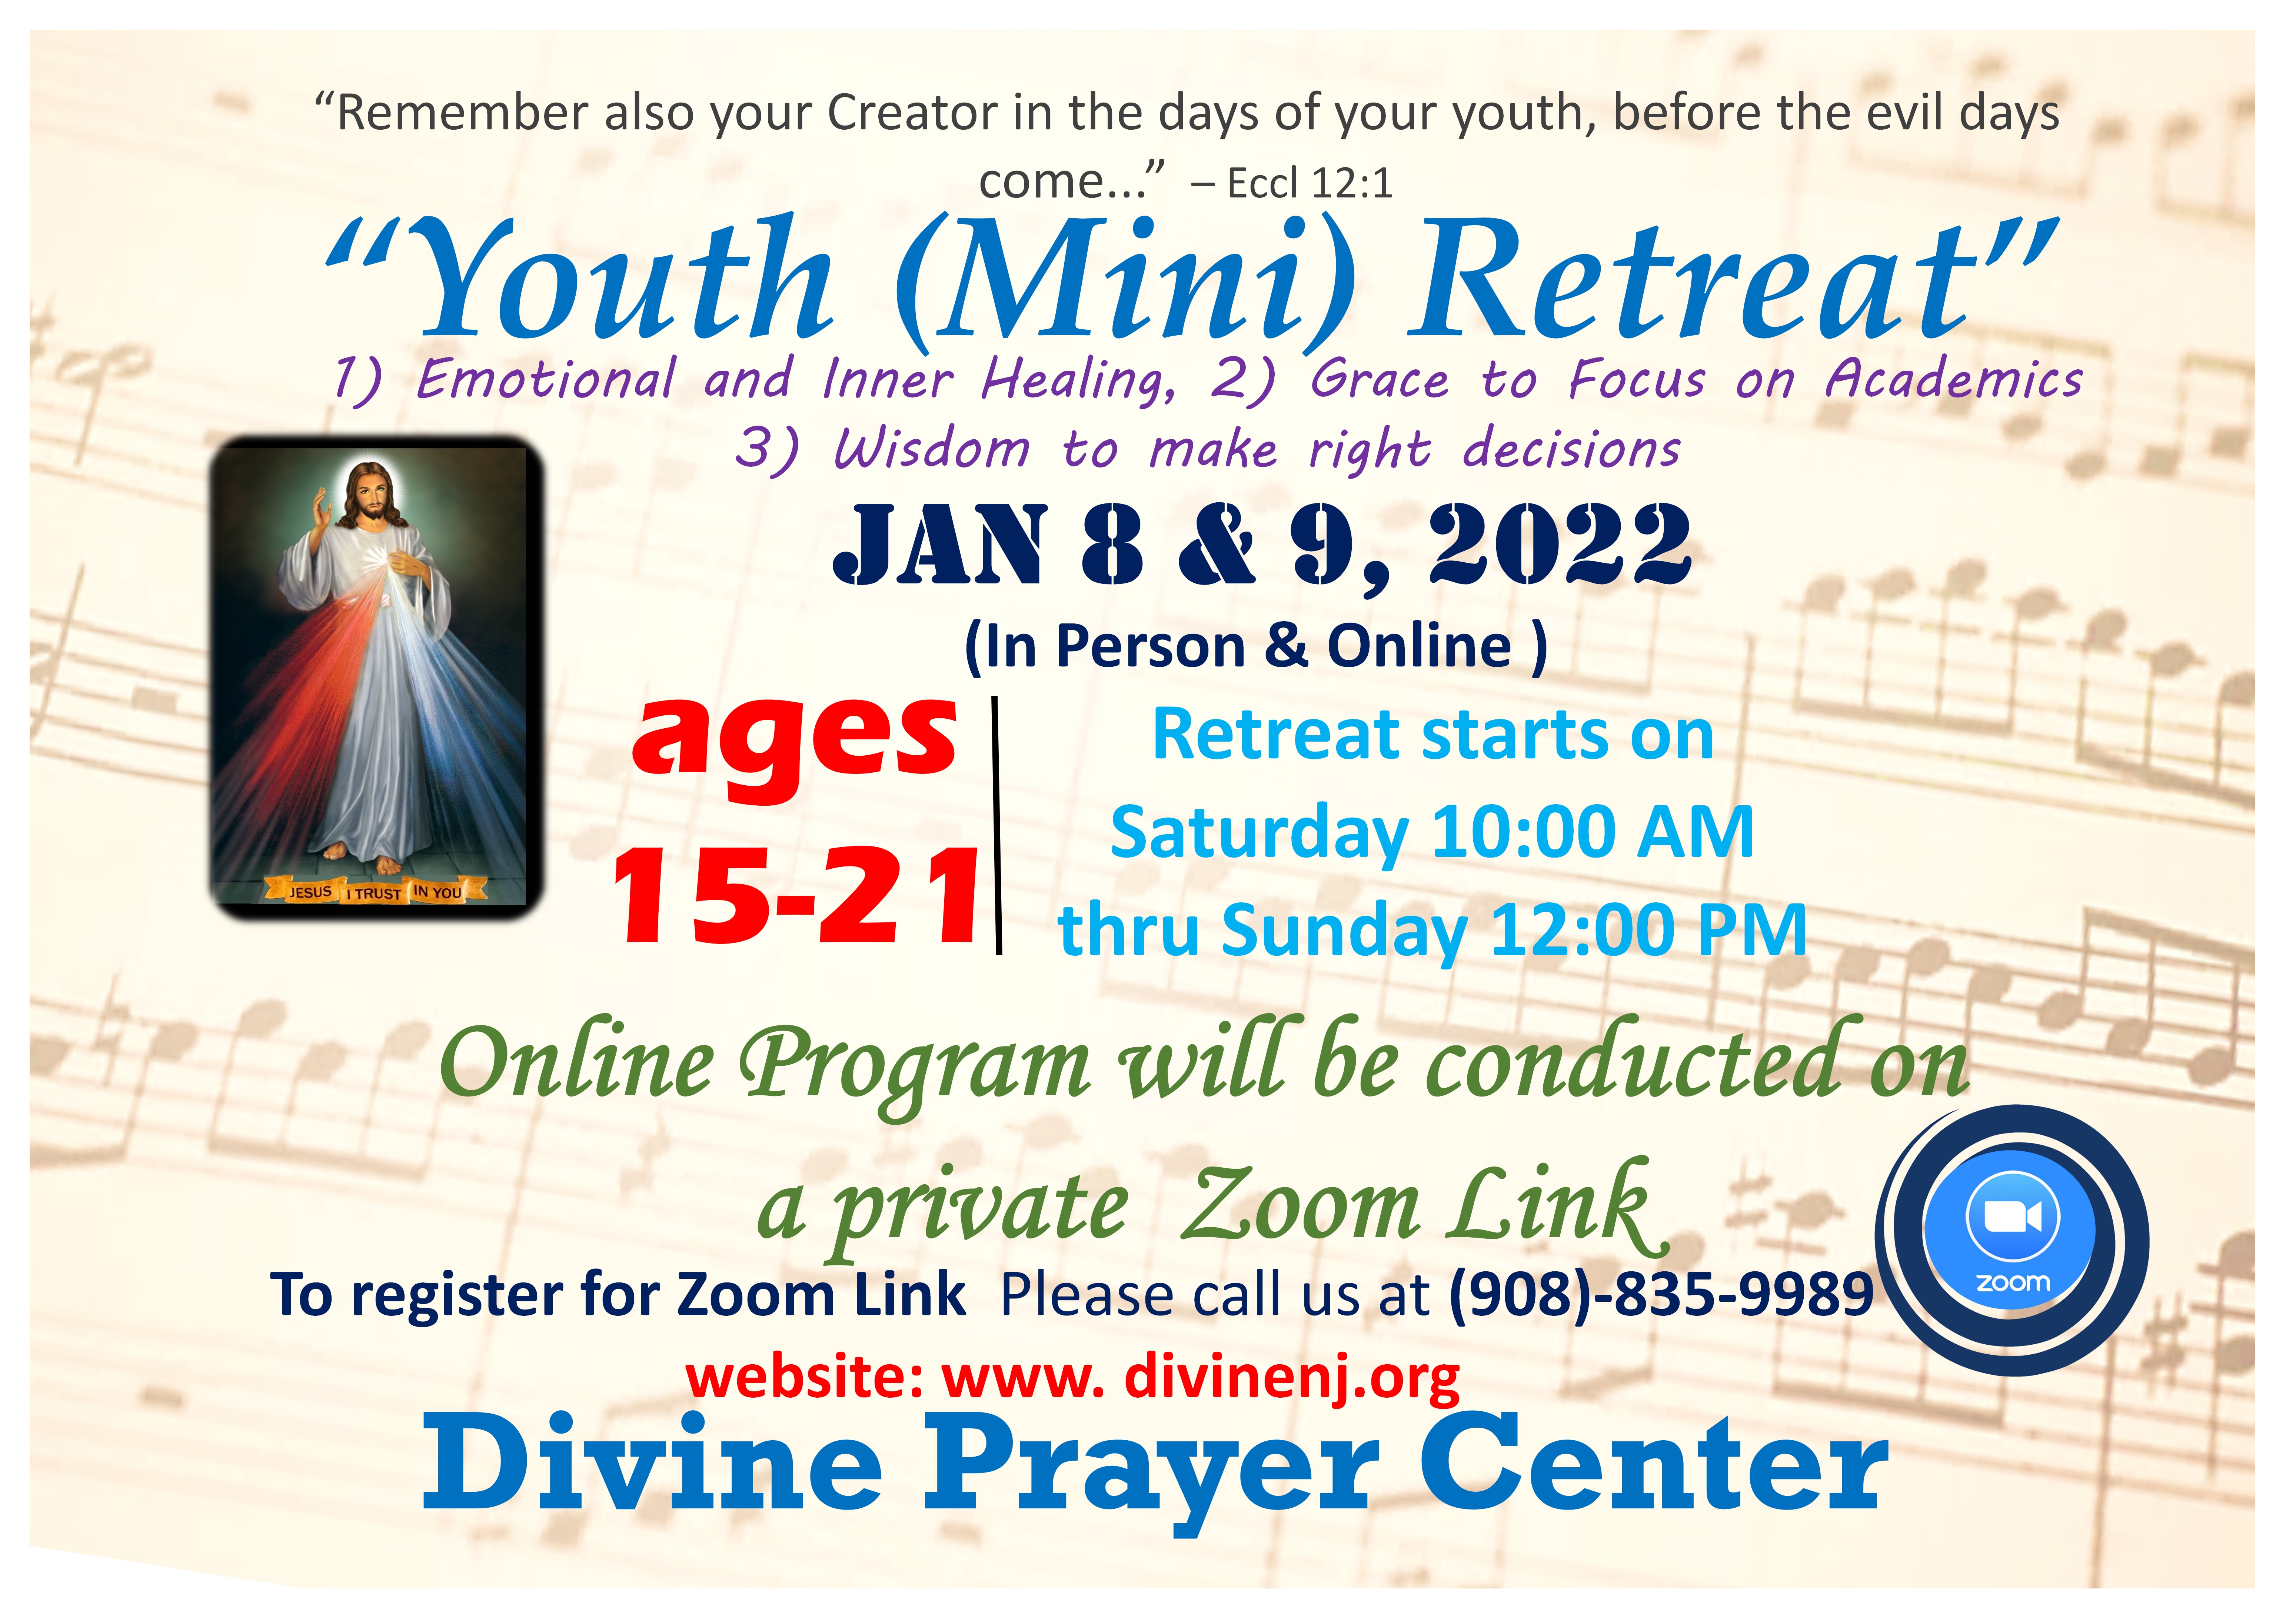 “Remember also your Creator in the days of your youth, before the evil days
come...” – Eccl 12:1
“Youth (Mini) Retreat”
1) Emotional and Inner Healing, 2) Grace to Focus on Academics
3) Wisdom to make right decisions
JAN 8 & 9, 2022
(In Person & Online )
ages
15-21
Retreat starts on
Saturday 10:00 AM
thru Sunday 12:00 PM
JESUS I TRUST IN YOU
Online Program will be conducted on
a private Zoom Link
zoom
To register for Zoom Link Please call us at (908)-835-9989
website: www. divinenj.org
Divine Prayer Center